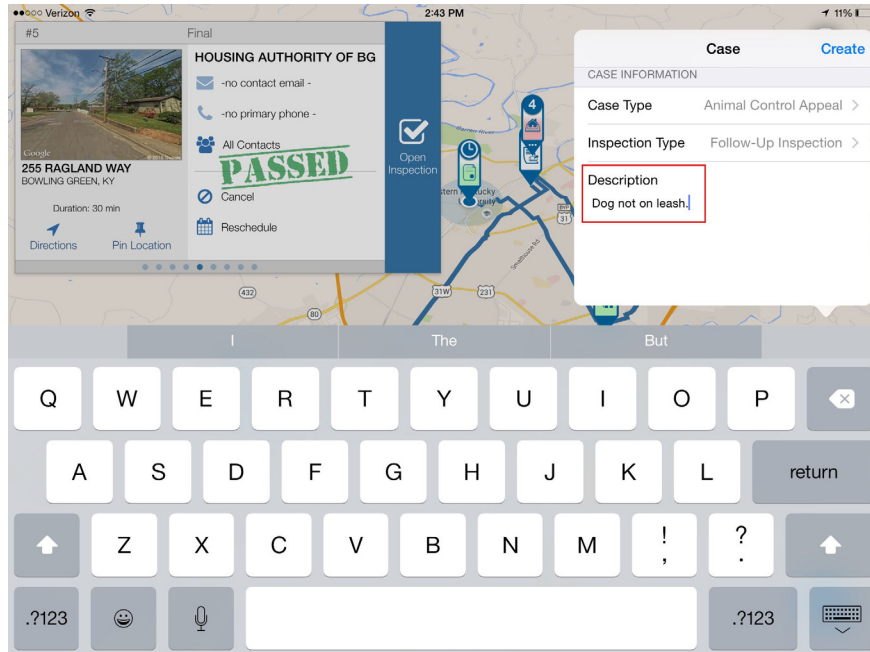 ●●○○○ Verizon 2:43 PM 11%
#5 Final
HOUSING AUTHORITY OF BG
-no contact email -
-no primary phone -
All Contacts
PASSED
Cancel
Reschedule
Google
255 RAGLAND WAY
BOWLING GREEN, KY
Duration: 30 min
Directions Pin Location
Open
Inspection
Case Create
CASE INFORMATION
Case Type Animal Control Appeal >
Inspection Type Follow-Up Inspection >
Description
Dog not on leash.
4
31
432
80
31W
231
I The But
Q W E R T Y U I O P
A S D F G H J K L return
Z X C V B N M ! , ? .
.?123 .?123